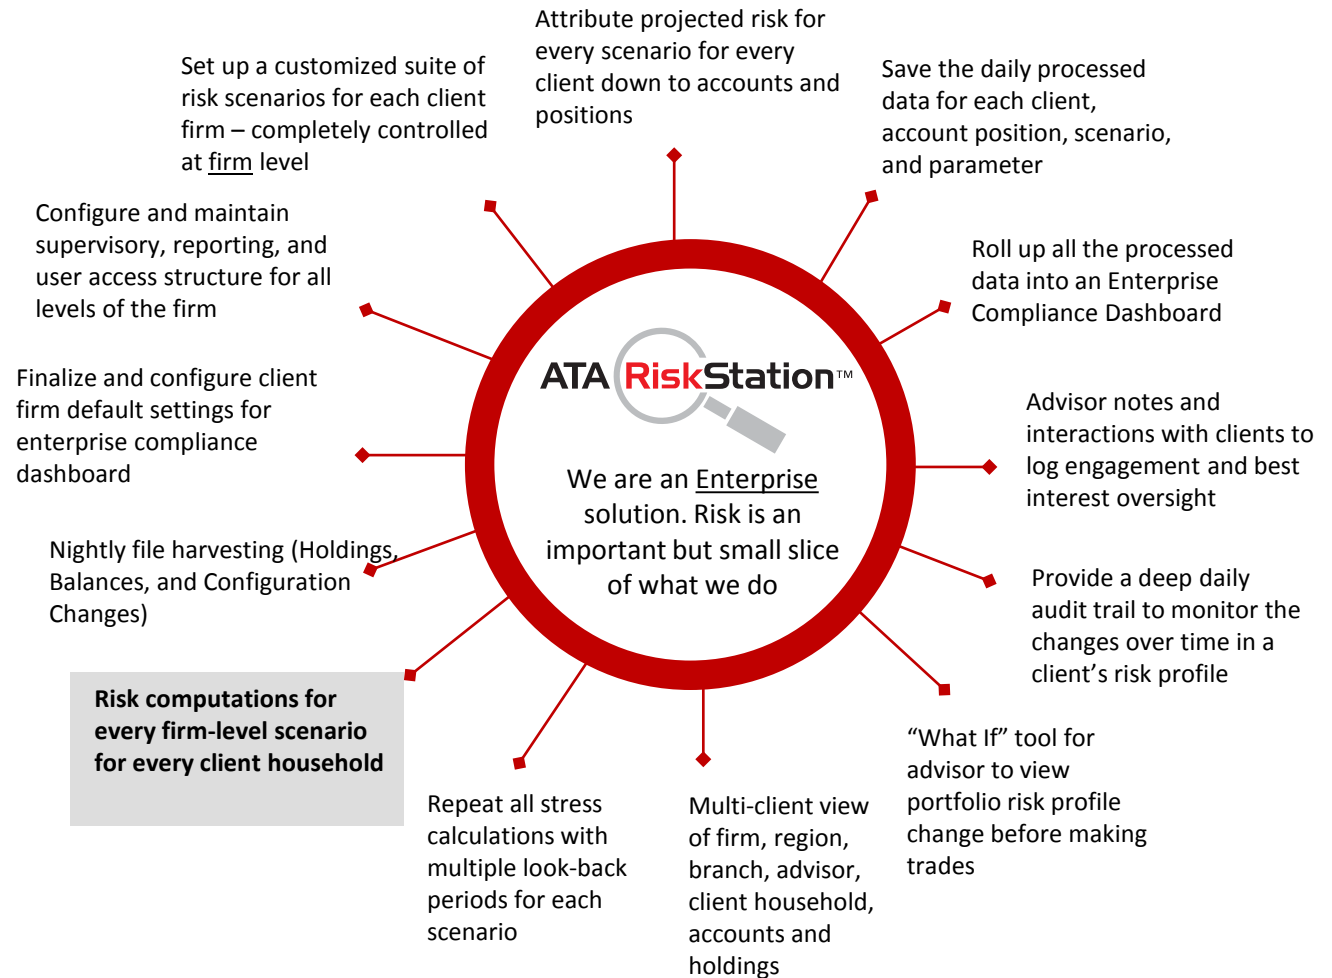 Attribute projected risk for
every scenario for every
client down to accounts and
positions
Set up a customized suite of
risk scenarios for each client
firm – completely controlled
at firm level
Save the daily processed
data for each client,
account position, scenario,
and parameter
Configure and maintain
supervisory, reporting, and
user access structure for all
levels of the firm
Roll up all the processed
data into an Enterprise
Compliance Dashboard
ATA RiskStation™
We are an Enterprise
solution. Risk is an
important but small slice
of what we do
Finalize and configure client
firm default settings for
enterprise compliance
dashboard
Advisor notes and
interactions with clients to
log engagement and best
interest oversight
Nightly file harvesting (Holdings,
Balances, and Configuration
Changes)
Provide a deep daily
audit trail to monitor the
changes over time in a
client’s risk profile
Risk computations for
every firm-level scenario
for every client household
“What If” tool for
advisor to view
portfolio risk profile
change before making
trades
Repeat all stress
calculations with
multiple look-back
periods for each
scenario
Multi-client view
of firm, region,
branch, advisor,
client household,
accounts and
holdings